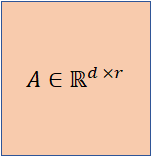 A ∈ ℝ^{d×r}